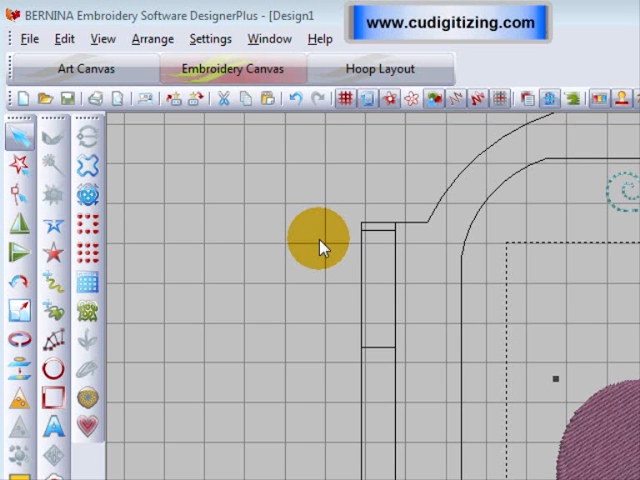 BERNINA Embroidery Software DesignerPlus - [Design1
www.cudigitizing.com
File Edit View Arrange Settings Window Help
Art Canvas Embroidery Canvas Hoop Layout